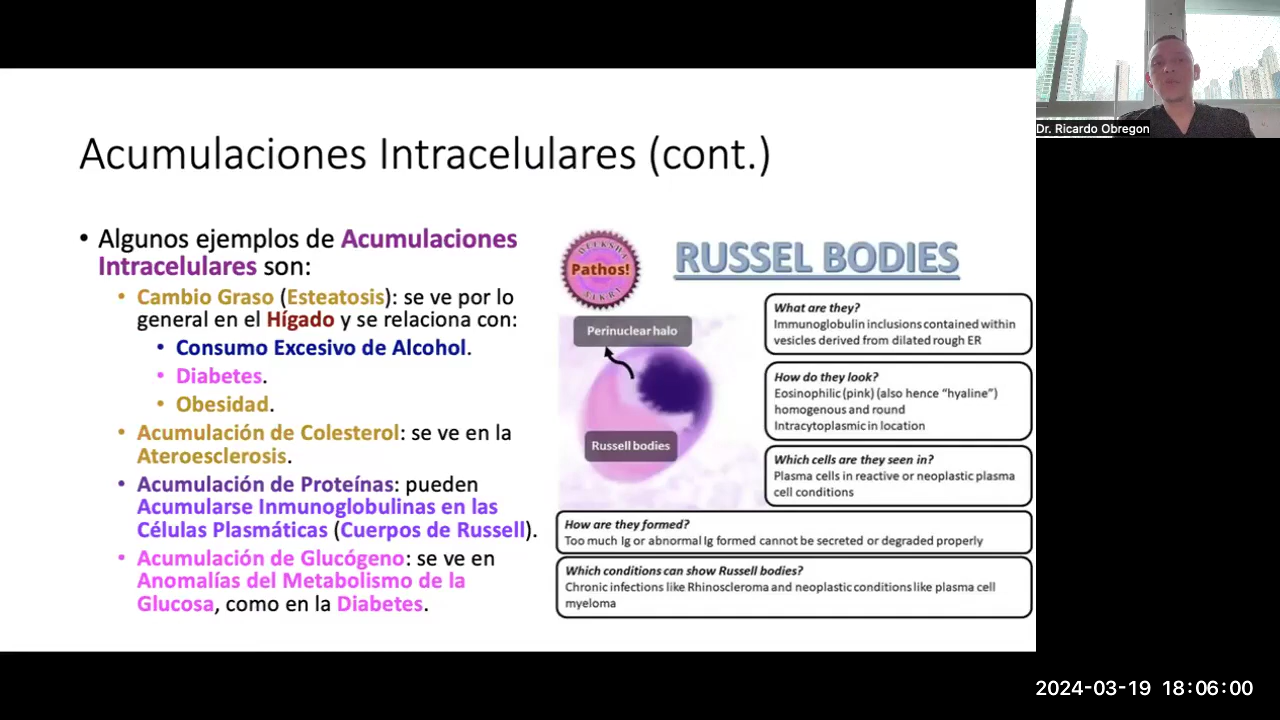 Dr. Ricardo Obregon
Acumulaciones Intracelulares (cont.)
• Algunos ejemplos de Acumulaciones
Intracelulares son:
• Cambio Graso (Esteatosis): se ve por lo
general en el Hígado y se relaciona con:
• Consumo Excesivo de Alcohol.
• Diabetes.
• Obesidad.
• Acumulación de Colesterol: se ve en la
Ateroesclerosis.
• Acumulación de Proteínas: pueden
Acumularse Inmunoglobulinas en las
Células Plasmáticas (Cuerpos de Russell).
• Acumulación de Glucógeno: se ve en
Anomalías del Metabolismo de la
Glucosa, como en la Diabetes.
Pathos!
RUSSEL BODIES
Perinuclear halo
Russell bodies
What are they?
Immunoglobulin inclusions contained within
vesicles derived from dilated rough ER
How do they look?
Eosinophilic (pink) (also hence “hyaline”)
homogenous and round
Intracytoplasmic in location
Which cells are they seen in?
Plasma cells in reactive or neoplastic plasma
cell conditions
How are they formed?
Too much Ig or abnormal Ig formed cannot be secreted or degraded properly
Which conditions can show Russell bodies?
Chronic infections like Rhinoscleroma and neoplastic conditions like plasma cell
myeloma
2024-03-19 18:06:00